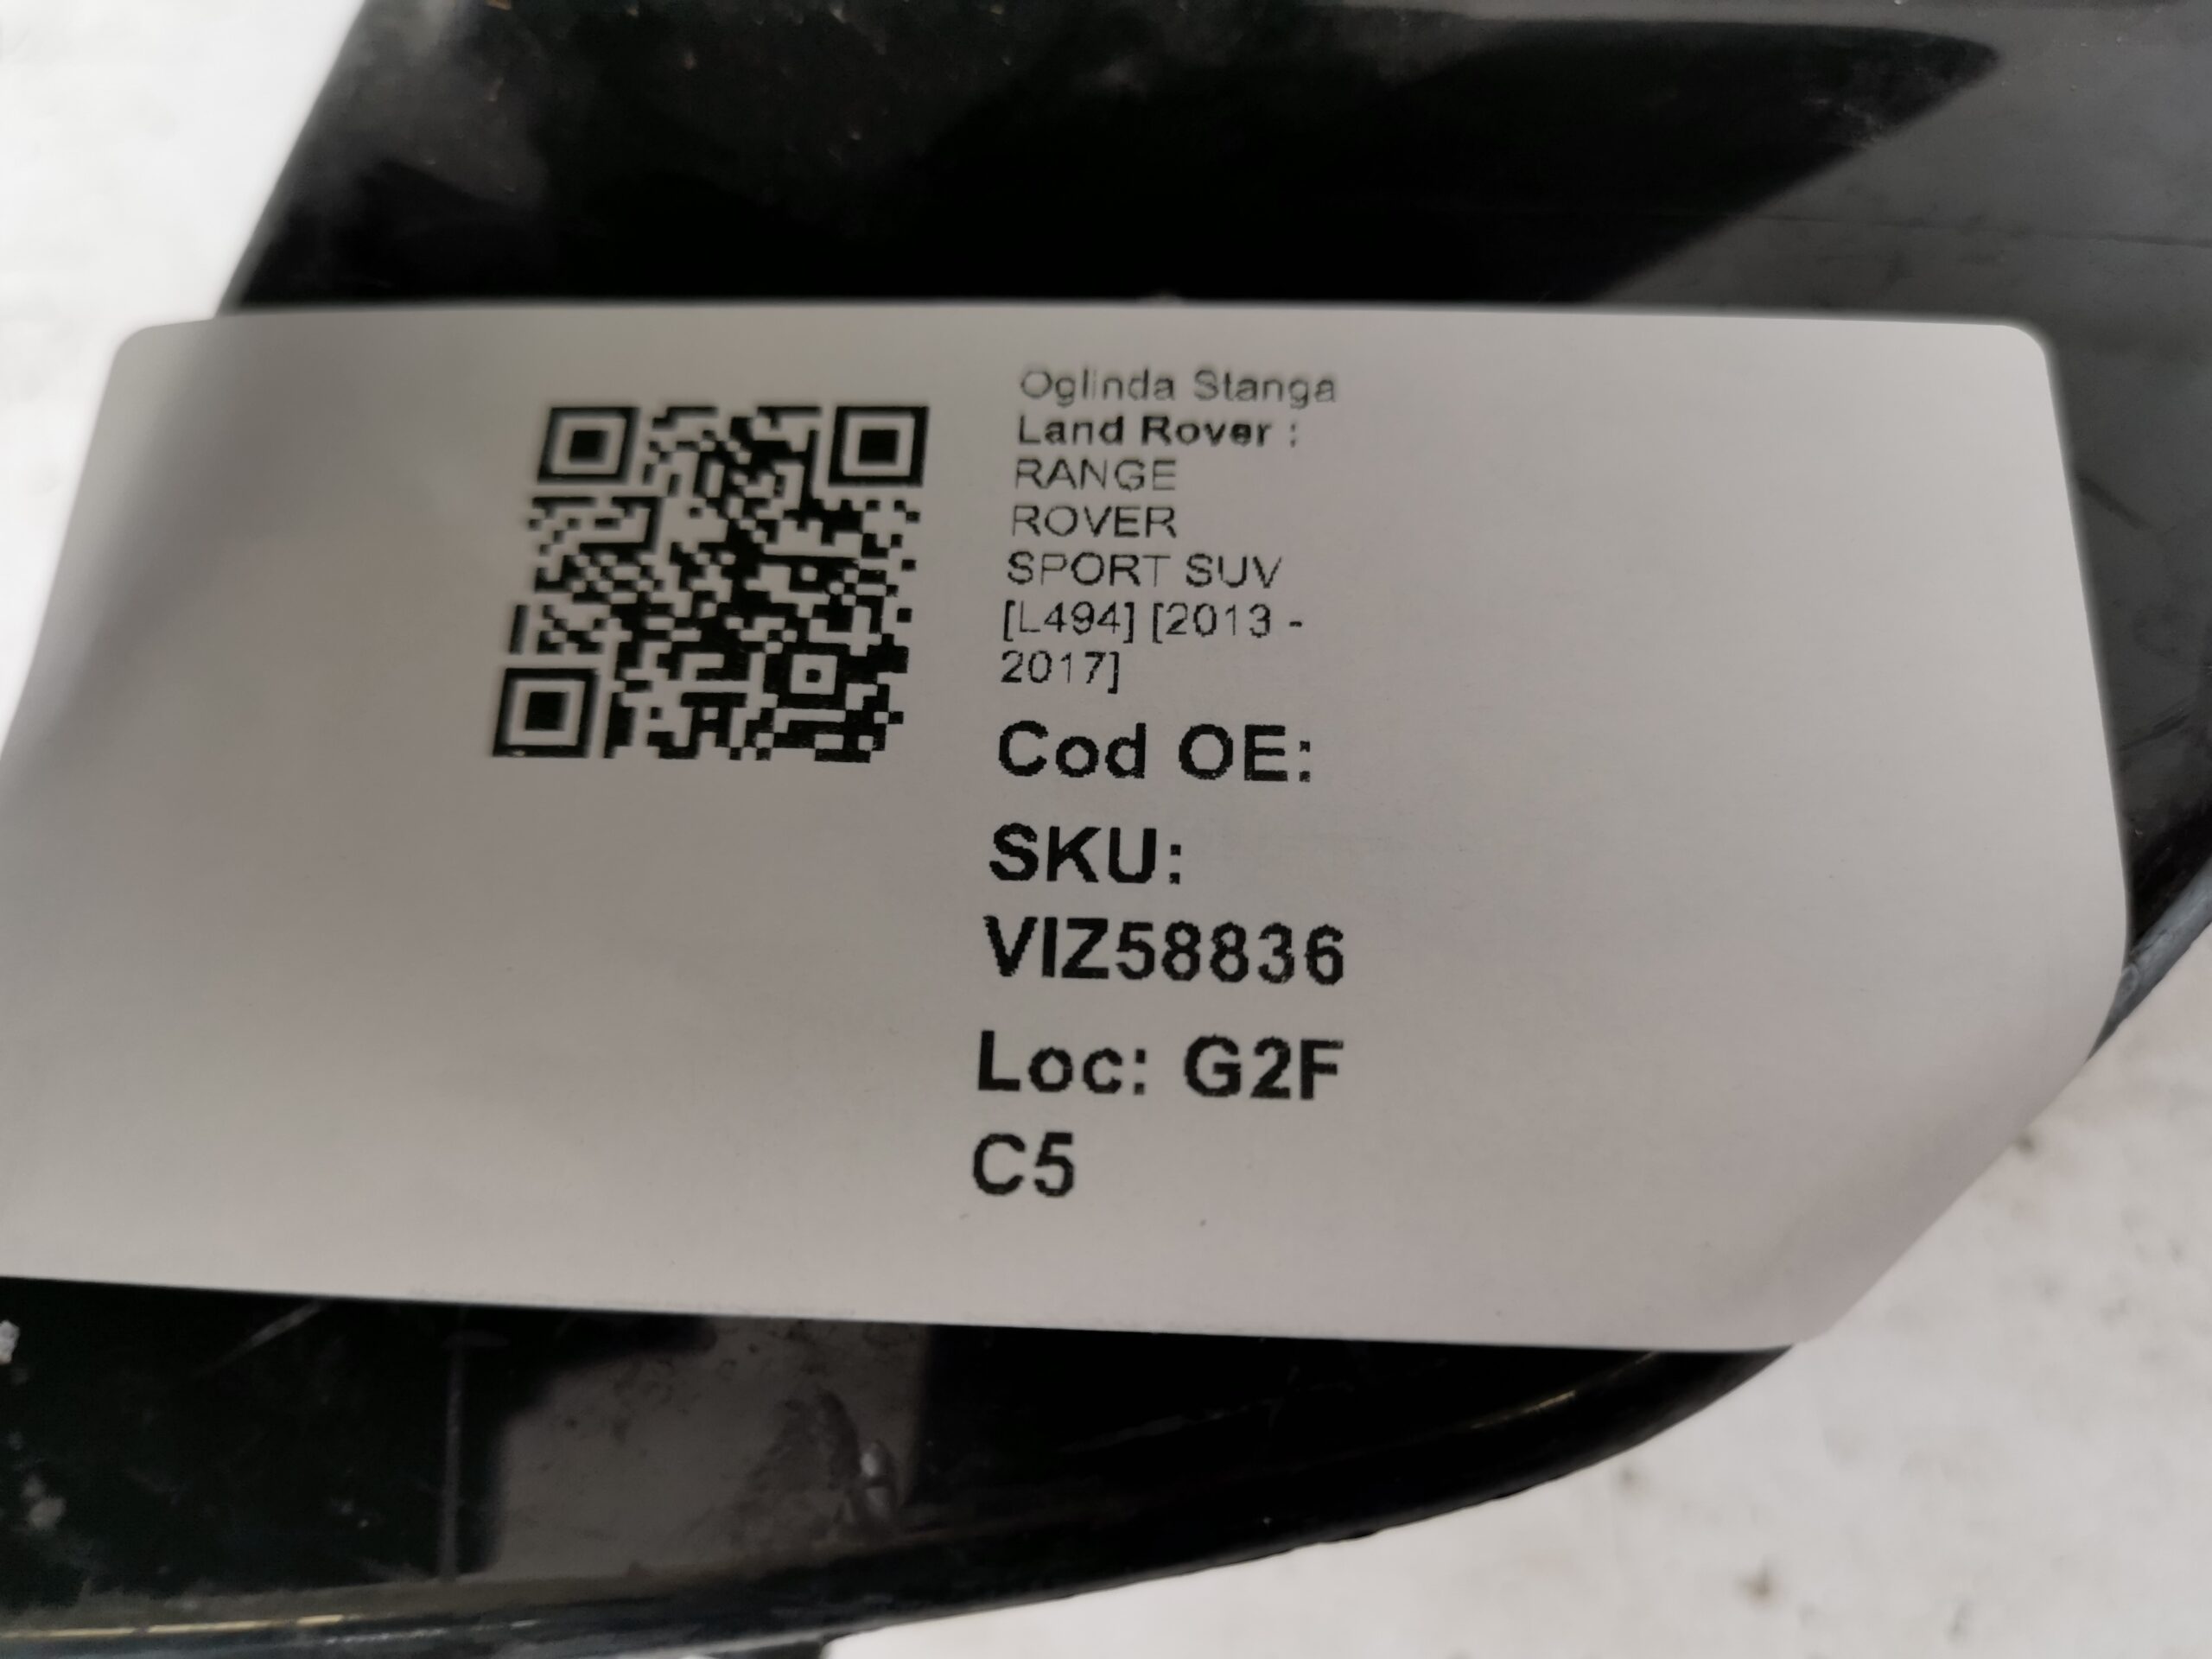 Oglinda Stanga
Land Rover :
RANGE
ROVER
SPORT SUV
[L494] [2013 -
2017]
Cod OE:
SKU:
VIZ58836
Loc: G2F
C5